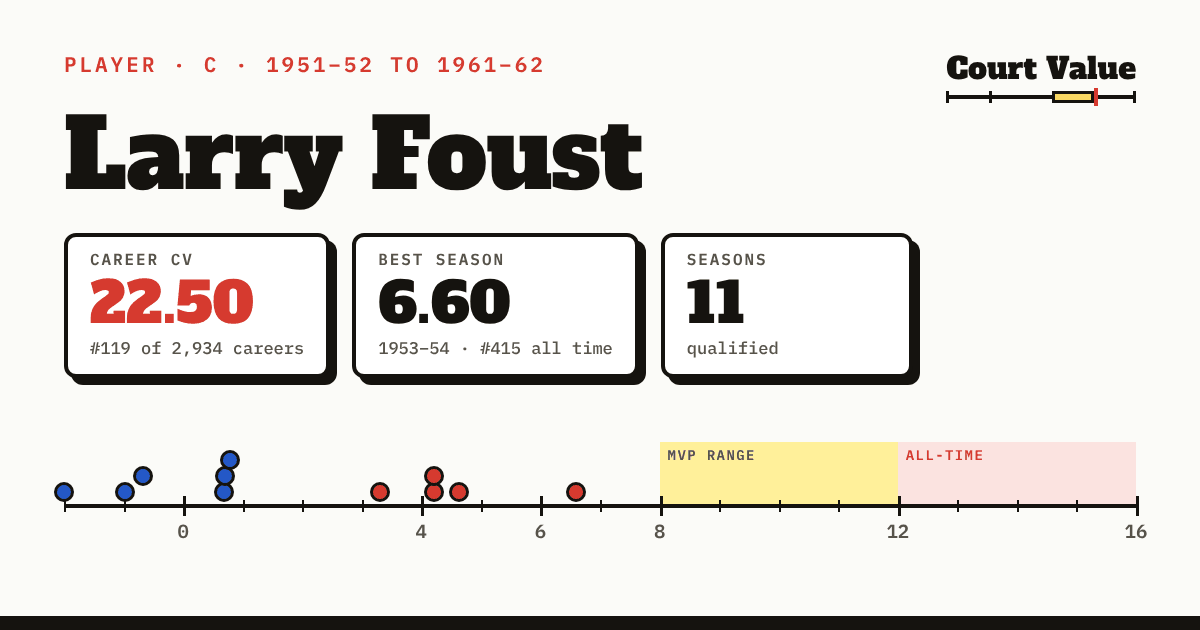 PLAYER · C · 1951–52 TO 1961–62
Court Value
Larry Foust
CAREER CV
22.50
#119 of 2,934 careers
BEST SEASON
6.60
1953–54 · #415 all time
SEASONS
11
qualified
MVP RANGE
ALL-TIME
0 4 6 8 12 16